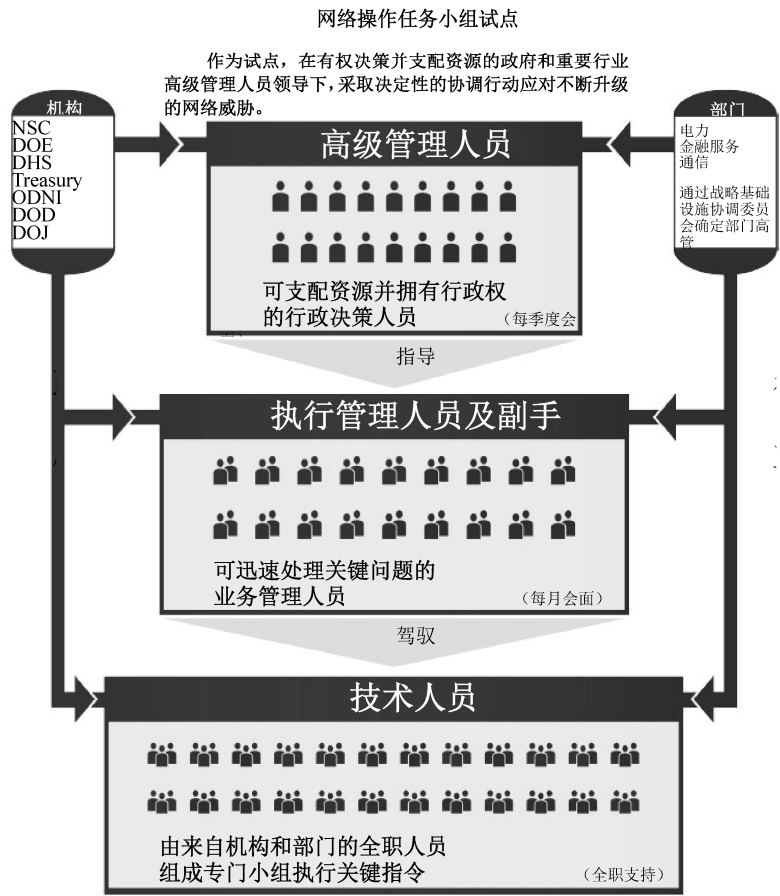 网络操作任务小组试点
作为试点，在有权决策并支配资源的政府和重要行业
高级管理人员领导下，采取决定性的协调行动应对不断升级
的网络威胁。
机构
NSC
DOE
DHS
Treasury
ODNI
DOD
DOJ
部门
电力
金融服务
通信
通过战略基础
设施协调委员
会确定部门高
管
高级管理人员
可支配资源并拥有行政权
的行政决策人员
（每季度会
指导
执行管理人员及副手
可迅速处理关键问题的
业务管理人员
（每月会面）
驾驭
技术人员
由来自机构和部门的全职人员
组成专门小组执行关键指令
（全职支持）